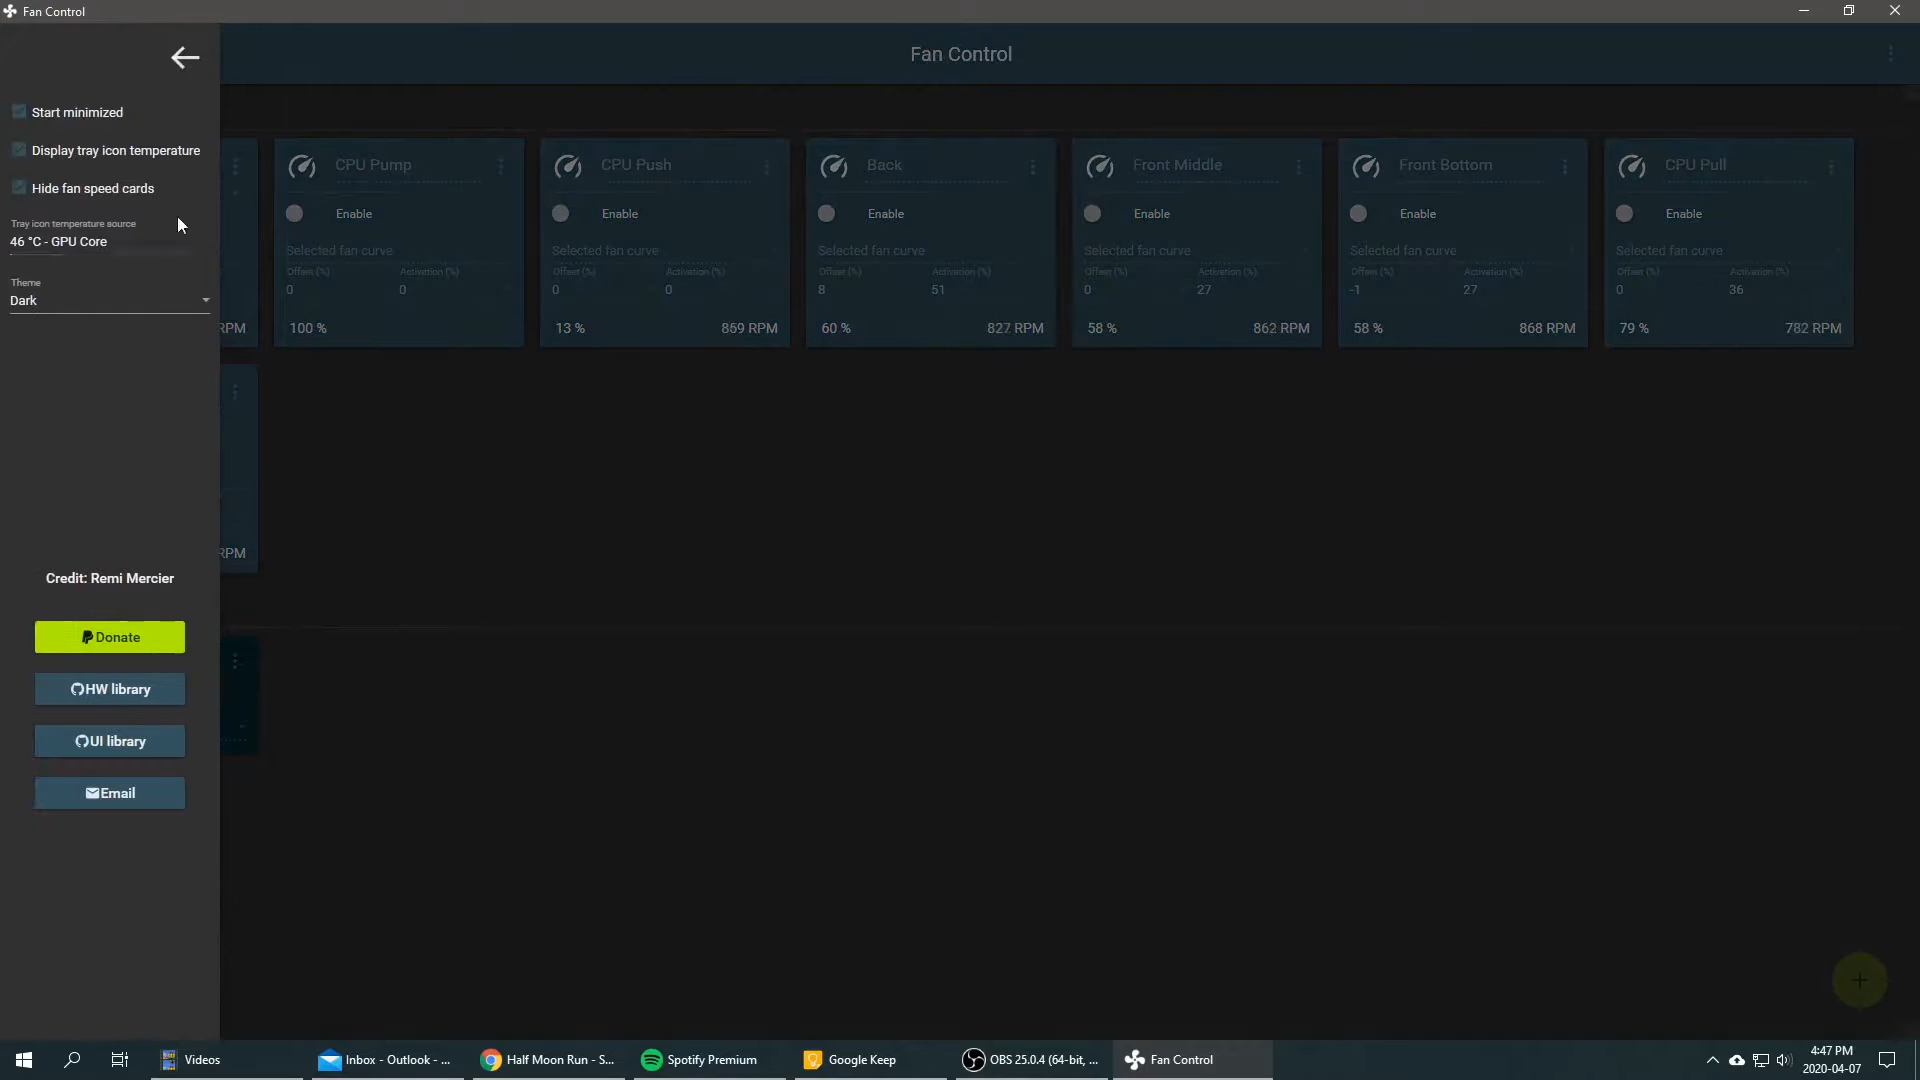 Fan Control
Fan Control
Start minimized
Display tray icon temperature
Hide fan speed cards
Tray icon temperature source
46 °C - GPU Core
Theme
Dark
Credit: Remi Mercier
Donate
HW library
UI library
Email
RPM
RPM
CPU Pump
Enable
Selected fan curve
Offset (%) Activation (%)
0 0
100 %
CPU Push
Enable
Selected fan curve
Offset (%) Activation (%)
0 0
13 % 859 RPM
Back
Enable
Selected fan curve
Offset (%) Activation (%)
8 51
60 % 827 RPM
Front Middle
Enable
Selected fan curve
Offset (%) Activation (%)
0 27
58 % 862 RPM
Front Bottom
Enable
Selected fan curve
Offset (%) Activation (%)
-1 27
58 % 868 RPM
CPU Pull
Enable
Selected fan curve
Offset (%) Activation (%)
0 36
79 % 782 RPM
Videos
Inbox - Outlook - ...
Half Moon Run - S...
Spotify Premium
Google Keep
OBS 25.0.4 (64-bit, ...
Fan Control
4:47 PM
2020-04-07